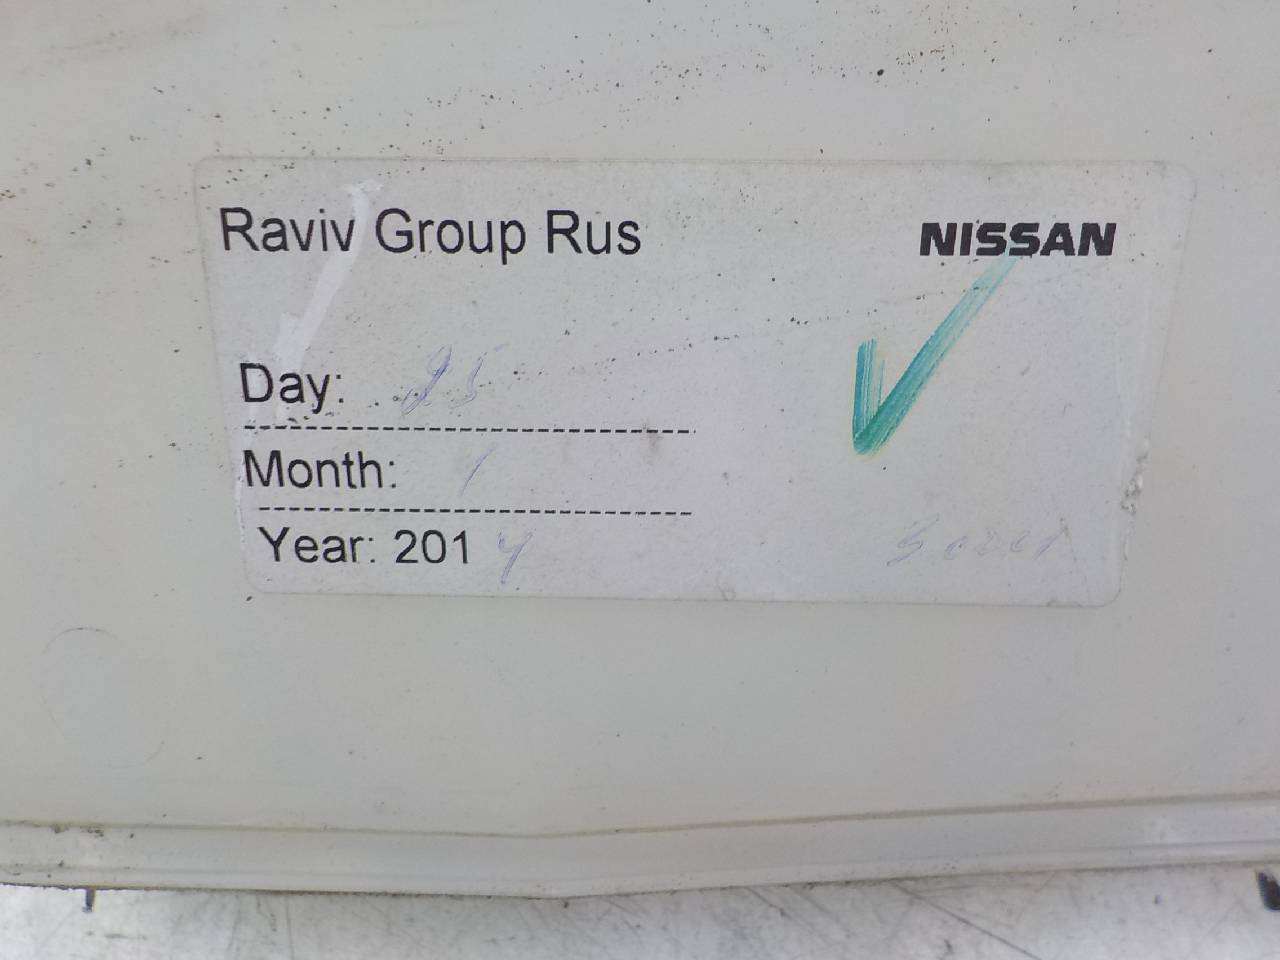 Raviv Group Rus NISSAN
Day: 25
Month: 1
Year: 2014